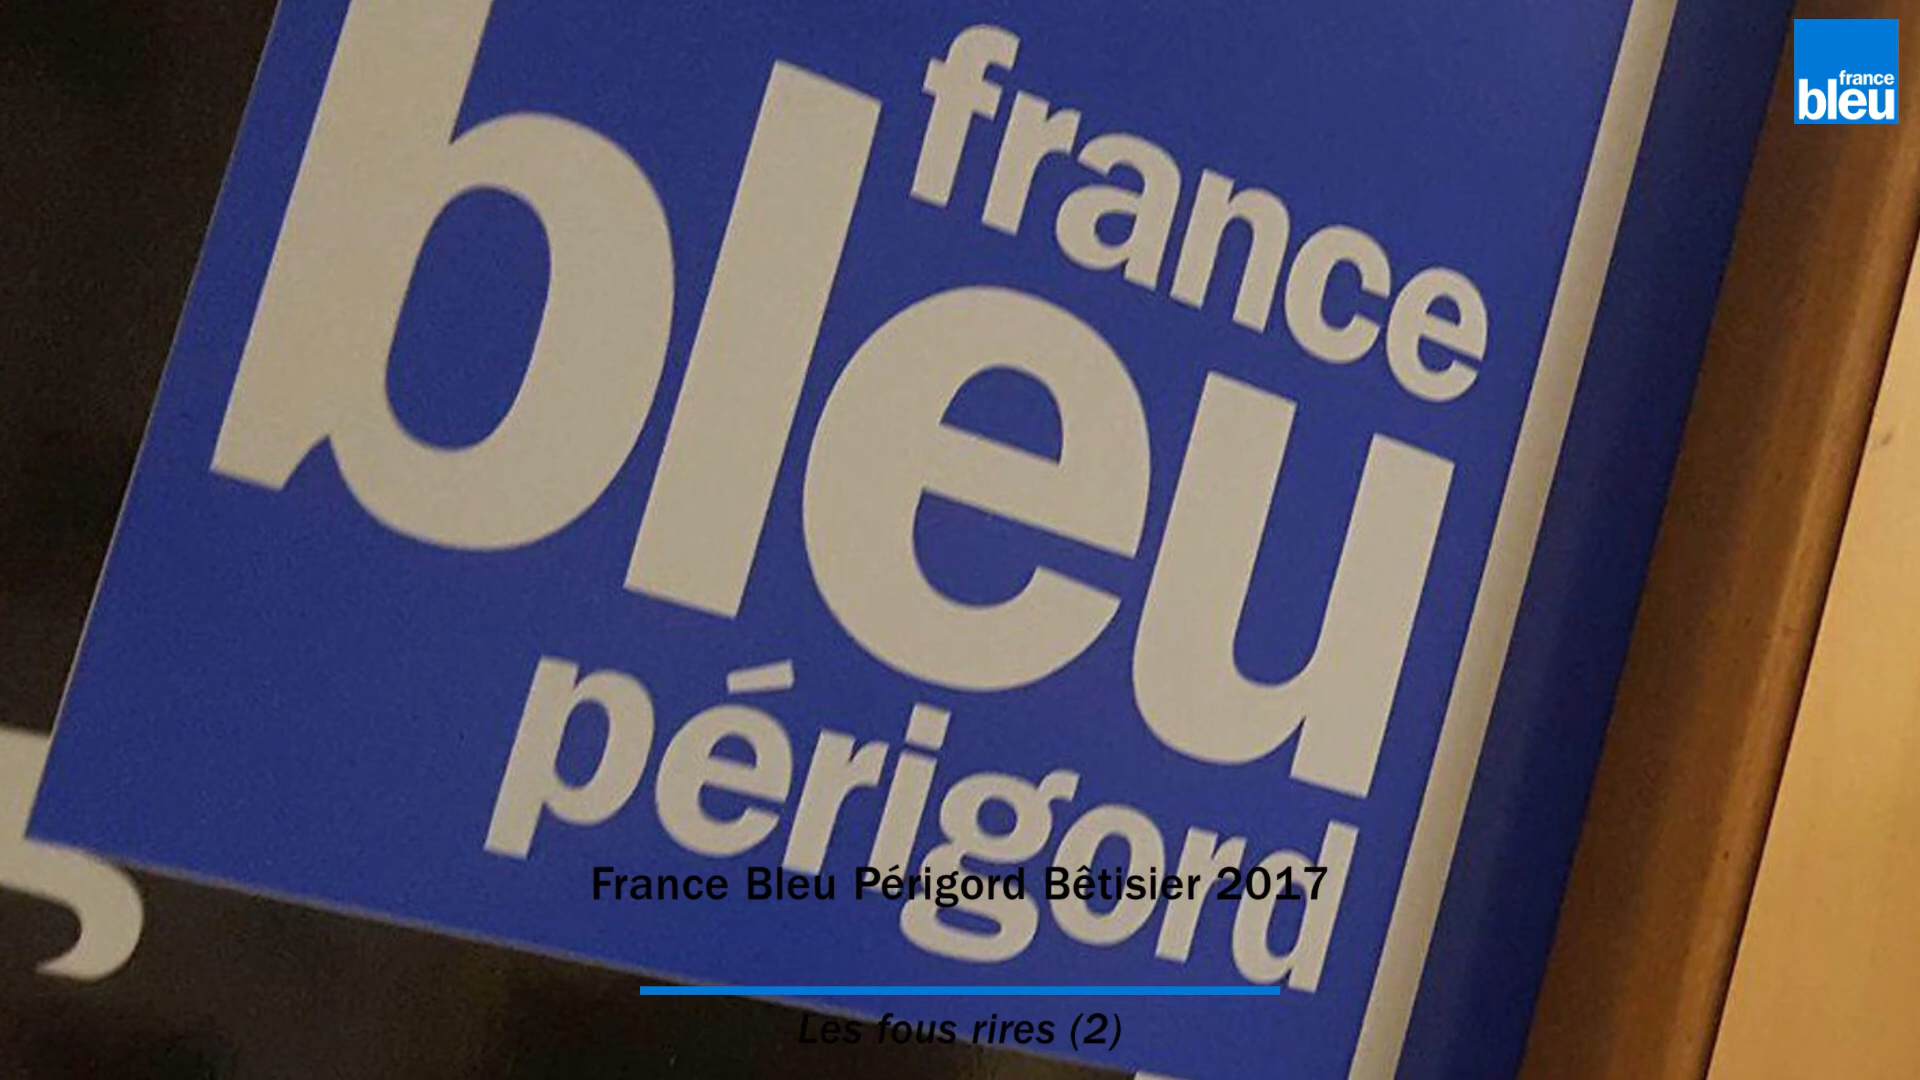 france
bleu
périgord
france
bleu
France Bleu Périgord Bêtisier 2017
Les fous rires (2)